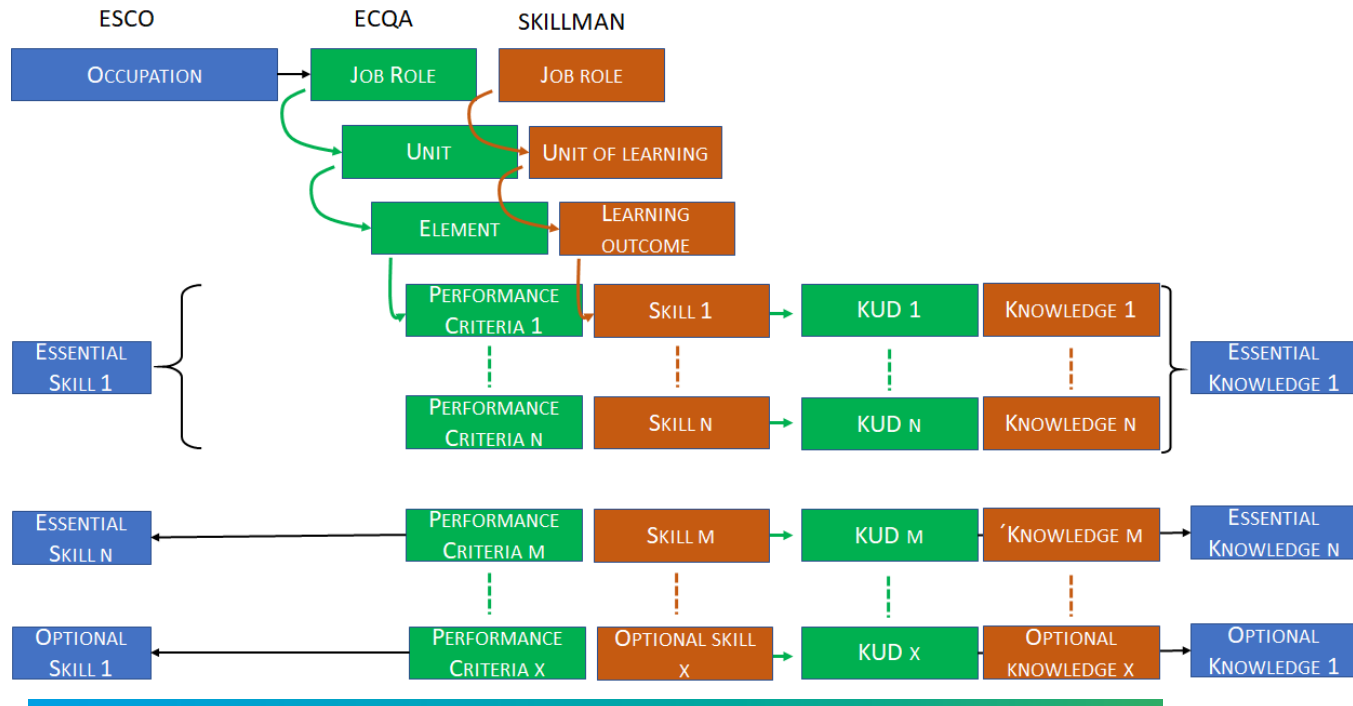 ESCO
ECQA
SKILLMAN
OCCUPATION
JOB ROLE
JOB ROLE
UNIT
UNIT OF LEARNING
ELEMENT
LEARNING
OUTCOME
PERFORMANCE
CRITERIA 1
SKILL 1
KUD 1
KNOWLEDGE 1
ESSENTIAL
SKILL 1
ESSENTIAL
KNOWLEDGE 1
PERFORMANCE
CRITERIA N
SKILL N
KUD N
KNOWLEDGE N
ESSENTIAL
SKILL N
PERFORMANCE
CRITERIA M
SKILL M
KUD M
´KNOWLEDGE M
ESSENTIAL
KNOWLEDGE N
OPTIONAL
SKILL 1
PERFORMANCE
CRITERIA X
OPTIONAL SKILL
X
KUD X
OPTIONAL
KNOWLEDGE X
OPTIONAL
KNOWLEDGE 1